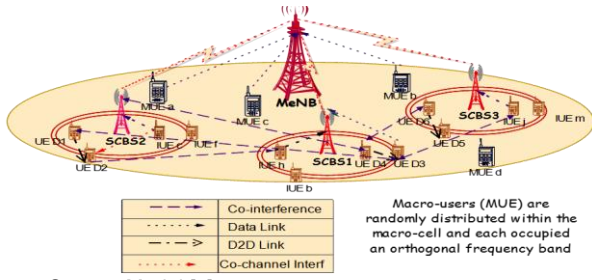 MUE a
MUE c
MeNB
MUE b
SCBS2
SCBS3
SCBS1
UE D1
UE D2
IUE c
IUE f
IUE h
IUE b
UE D4
UE D3
UE D6
UE D5
IUE j
IUE m
MUE d
Co-interference
Data Link
D2D Link
Co-channel Interf
Macro-users (MUE) are
randomly distributed within the
macro-cell and each occupied
an orthogonal frequency band